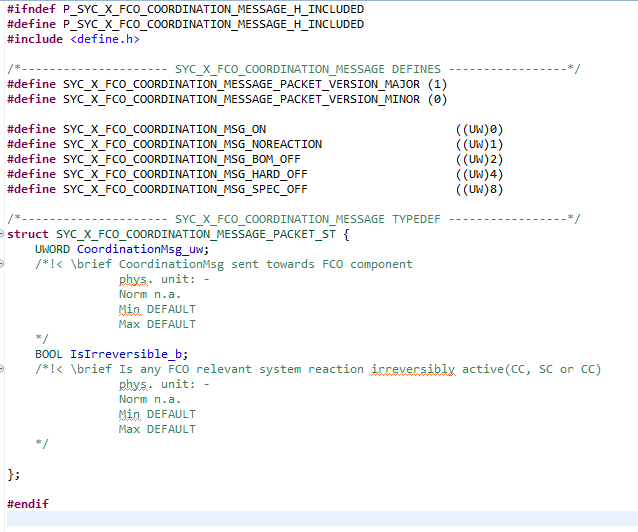 #ifndef P_SYC_X_FCO_COORDINATION_MESSAGE_H_INCLUDED
#define P_SYC_X_FCO_COORDINATION_MESSAGE_H_INCLUDED
#include <define.h>

/*--------------------- SYC_X_FCO_COORDINATION_MESSAGE DEFINES -----------------*/
#define SYC_X_FCO_COORDINATION_MESSAGE_PACKET_VERSION_MAJOR (1)
#define SYC_X_FCO_COORDINATION_MESSAGE_PACKET_VERSION_MINOR (0)

#define SYC_X_FCO_COORDINATION_MSG_ON                           ((UW)0)
#define SYC_X_FCO_COORDINATION_MSG_NOREACTION                   ((UW)1)
#define SYC_X_FCO_COORDINATION_MSG_BOM_OFF                      ((UW)2)
#define SYC_X_FCO_COORDINATION_MSG_HARD_OFF                     ((UW)4)
#define SYC_X_FCO_COORDINATION_MSG_SPEC_OFF                     ((UW)8)

/*--------------------- SYC_X_FCO_COORDINATION_MESSAGE TYPEDEF -----------------*/
struct SYC_X_FCO_COORDINATION_MESSAGE_PACKET_ST {
    UWORD CoordinationMsg_uw;
    /*!< \brief CoordinationMsg sent towards FCO component
                phys. unit: -
                Norm n.a.
                Min DEFAULT
                Max DEFAULT
    */
    BOOL IsIrreversible_b;
    /*!< \brief Is any FCO relevant system reaction irreversibly active(CC, SC or CC)
                phys. unit: -
                Norm n.a.
                Min DEFAULT
                Max DEFAULT
    */

};

#endif